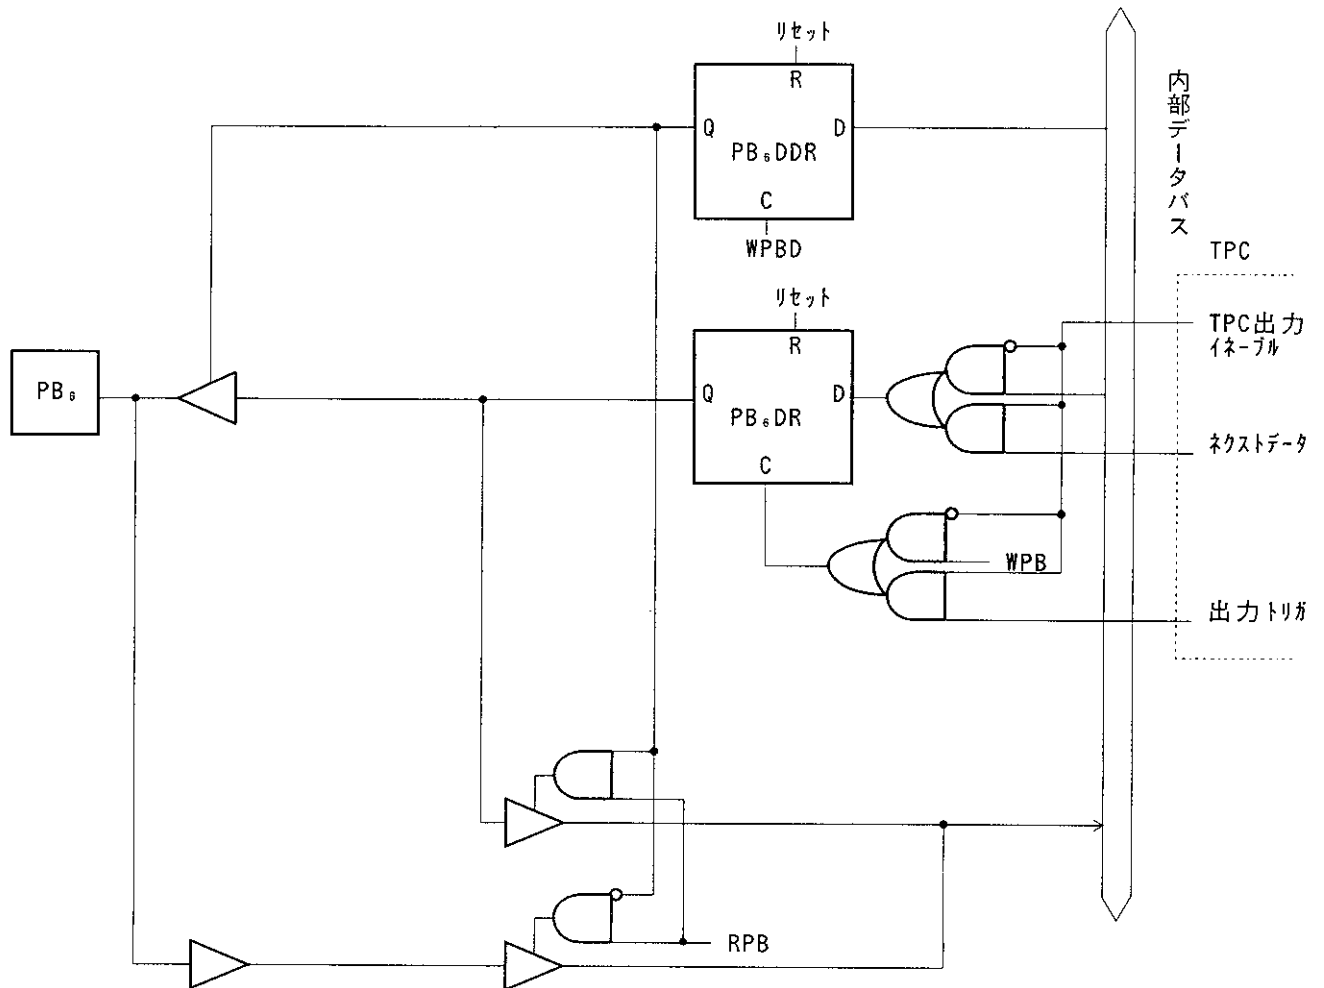 リセット
R
Q
D
PB₆DDR
C
WPBD
内部データバス
TPC
リセット
R
TPC出力
イネーブル
PB₆
Q
D
PB₆DR
ネクストデータ
C
WPB
出力トリガ
RPB